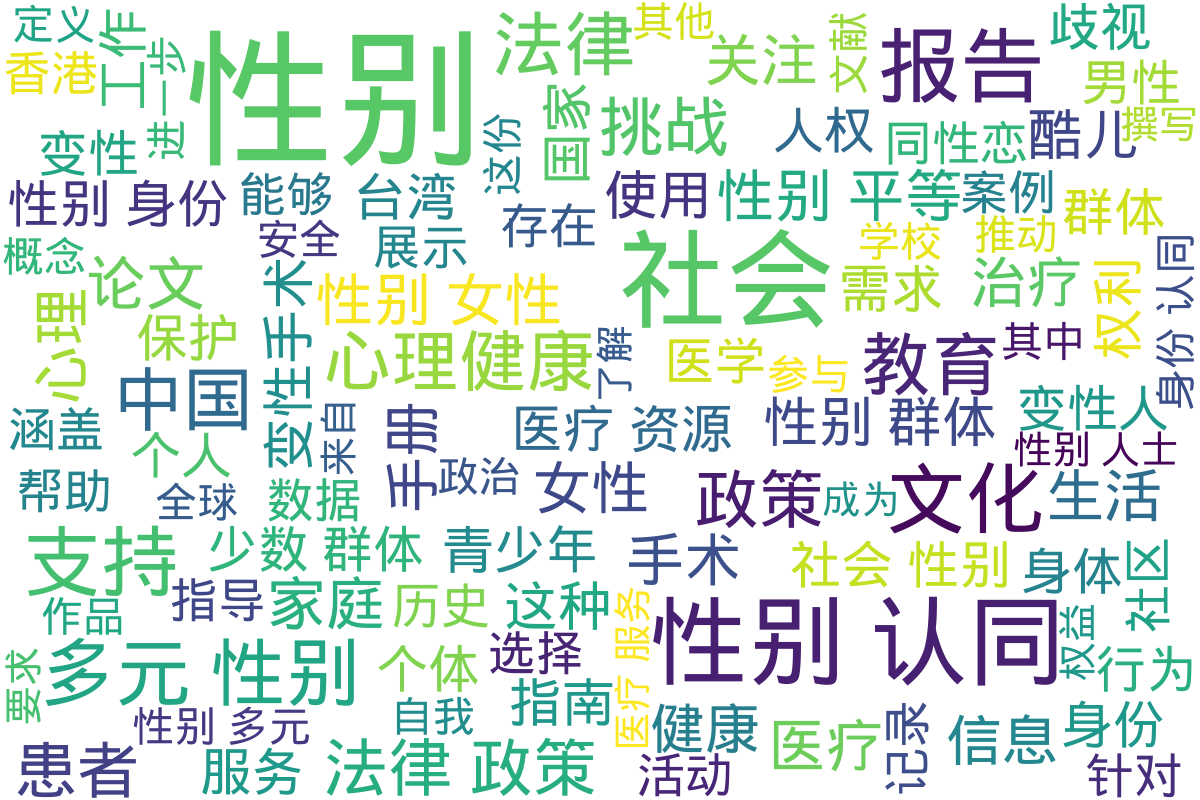 定义
工作
性别
法律
其他
关注
文献
报告
歧视
香港
一步
进
变性
国家
挑战
人权
同性恋
酷儿
男性
撰写
这份
性别 身份
能够
台湾
存在
使用
性别 平等
案例
群体
安全
展示
社会
学校
推动
身份 认同
概念
论文
变性手术
性别 女性
需求
治疗
权利
心理
保护
心理健康
了解
医学
参与
教育
其中
中国
涵盖
个人
来自
手册
医疗 资源
性别 群体
变性人
性别 人士
帮助
全球
数据
政治
女性
政策
成为
文化
生活
支持
少数 群体
青少年
手术
社会 性别
身体
社区
作品
指导
家庭
历史
这种
医疗 服务
性别 认同
权益
要求
多元 性别
个体
选择
行为
性别 多元
自我
指南
健康
医疗
记录
信息
身份
患者
服务
法律 政策
活动
针对